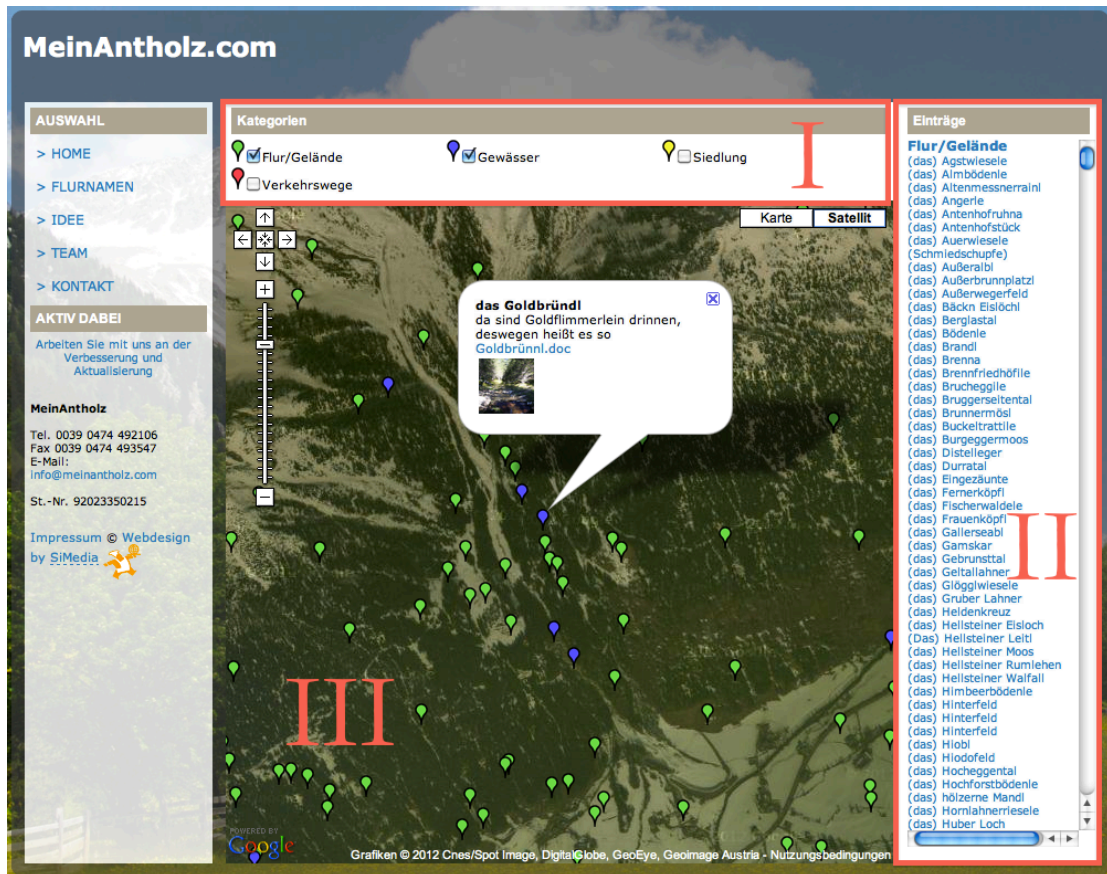 MeinAntholz.com
AUSWAHL
> HOME
> FLURNAMEN
> IDEE
> TEAM
> KONTAKT
AKTIV DABEI
Arbeiten Sie mit uns an der
Verbesserung und
Aktualisierung
MeinAntholz
Tel. 0039 0474 492106
Fax 0039 0474 493547
E-Mail:
info@meinantholz.com
St.-Nr. 92023350215
Impressum © Webdesign
by SiMedia
Kategorien
Flur/Gelände
Gewässer
Siedlung
Verkehrswege
I
Karte
Satellit
das Goldbründl
da sind Goldflimmerlein drinnen,
deswegen heißt es so
Goldbrünnl.doc
III
POWERED BY
Google
Grafiken © 2012 Cnes/Spot Image, DigitalGlobe, GeoEye, Geoimage Austria - Nutzungsbedingungen
Einträge
Flur/Gelände
(das) Agstwiesele
(das) Almbödenle
(das) Altenmessnerrainl
(das) Angerle
(das) Antenhofruhna
(das) Antenhofstück
(das) Auerwiesele
(Schmiedschupfe)
(das) Außeralbl
(das) Außerbrunnplatzl
(das) Außerwegerfeld
(das) Bäckn Eislöchl
(das) Berglastal
(das) Bödenle
(das) Brandl
(das) Brenna
(das) Brennfriedhöfile
(das) Brucheggile
(das) Bruggerseitental
(das) Brunnermösl
(das) Buckeltrattile
(das) Burgeggermoos
(das) Distelleger
(das) Durratal
(das) Eingezäunte
(das) Fernerköpfl
(das) Fischerwaldele
(das) Frauenköpfl
(das) Gallerseabl
(das) Gamskar
(das) Gebrunsttal
(das) Geltallahner
(das) Glögglwiesele
(das) Gruber Lahner
(das) Heldenkreuz
(das) Hellsteiner Eisloch
(Das) Hellsteiner Leitl
(das) Hellsteiner Moos
(das) Hellsteiner Rumlehen
(das) Hellsteiner Walfall
(das) Himbeerbödenle
(das) Hinterfeld
(das) Hinterfeld
(das) Hinterfeld
(das) Hiobl
(das) Hiodofeld
(das) Hocheggental
(das) Hochforstbödenle
(das) hölzerne Mandl
(das) Hornlahnerriesele
(das) Huber Loch
II